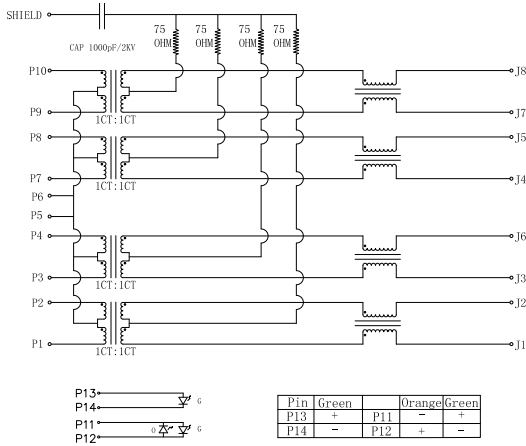 SHIELD
75 OHM 75 OHM 75 OHM 75 OHM
CAP 1000pF/2KV
P10 J8
P9 J7
1CT:1CT
P8 J5
P7 J4
1CT:1CT
P6
P5
P4 J6
P3 J3
1CT:1CT
P2 J2
P1 J1
1CT:1CT
P13
P14 G
P11
P12 O G
Pin Green Orange Green
P13 + P11 - +
P14 - P12 + -